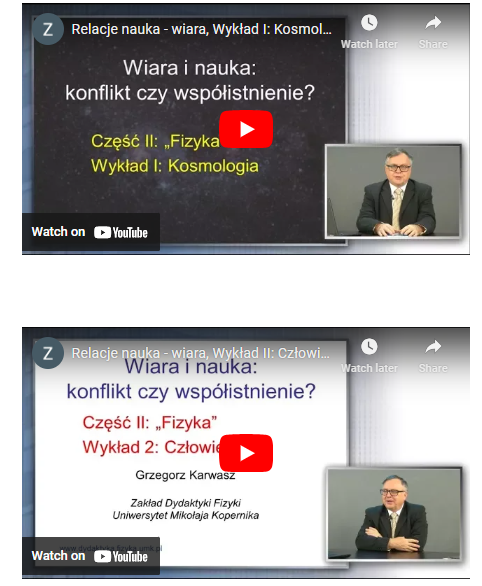 Z
Relacje nauka - wiara, Wykład I: Kosmol...
Watch later
Share
Wiara i nauka:
konflikt czy współistnienie?
Część II: „Fizyka
Wykład I: Kosmologia
Watch on YouTube
Z
Relacje nauka - wiara, Wykład II: Człowi...
Watch later
Share
Wiara i nauka:
konflikt czy współistnienie?
Część II: „Fizyka”
Wykład 2: Człowie
Grzegorz Karwasz
Zakład Dydaktyki Fizyki
Uniwersytet Mikołaja Kopernika
Watch on YouTube